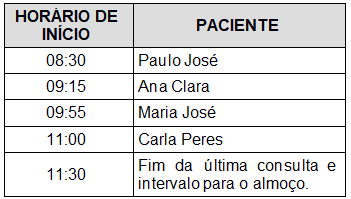 HORÁRIO DE
INÍCIO
PACIENTE
08:30 Paulo José
09:15 Ana Clara
09:55 Maria José
11:00 Carla Peres
11:30 Fim da última consulta e
intervalo para o almoço.